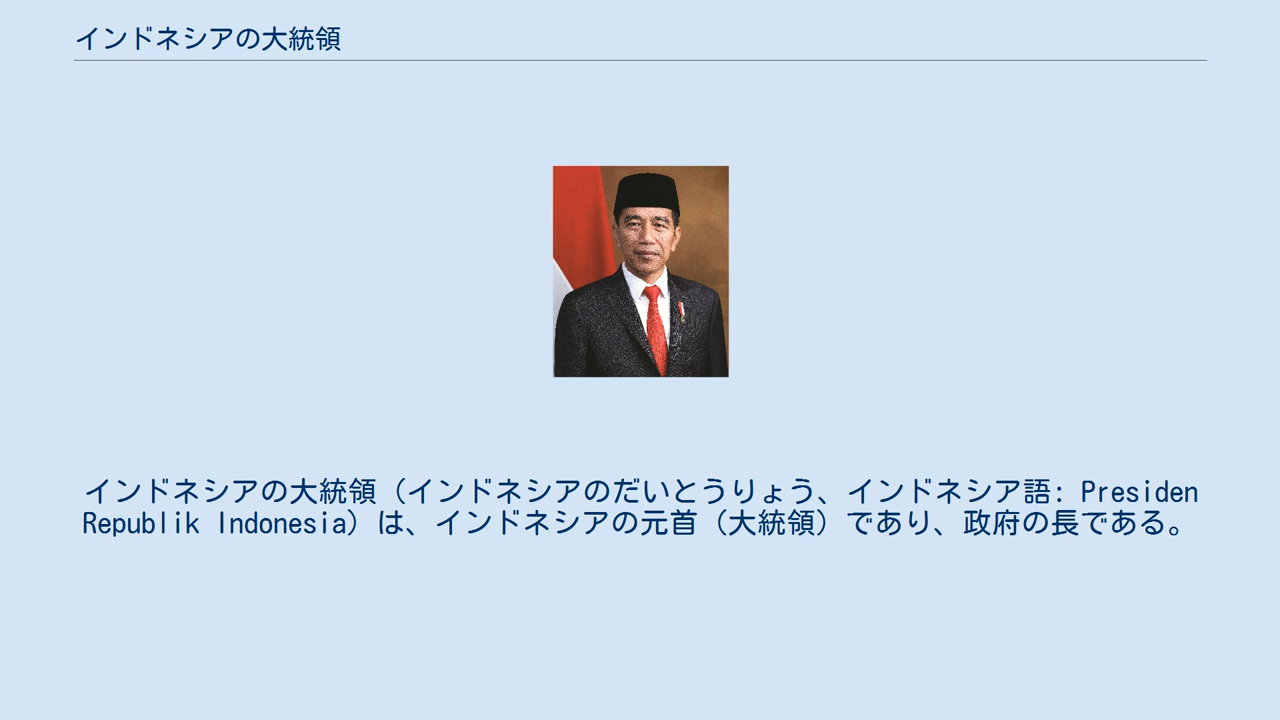 インドネシアの大統領
インドネシアの大統領（インドネシアのだいとうりょう、インドネシア語: Presiden
Republik Indonesia）は、インドネシアの元首（大統領）であり、政府の長である。